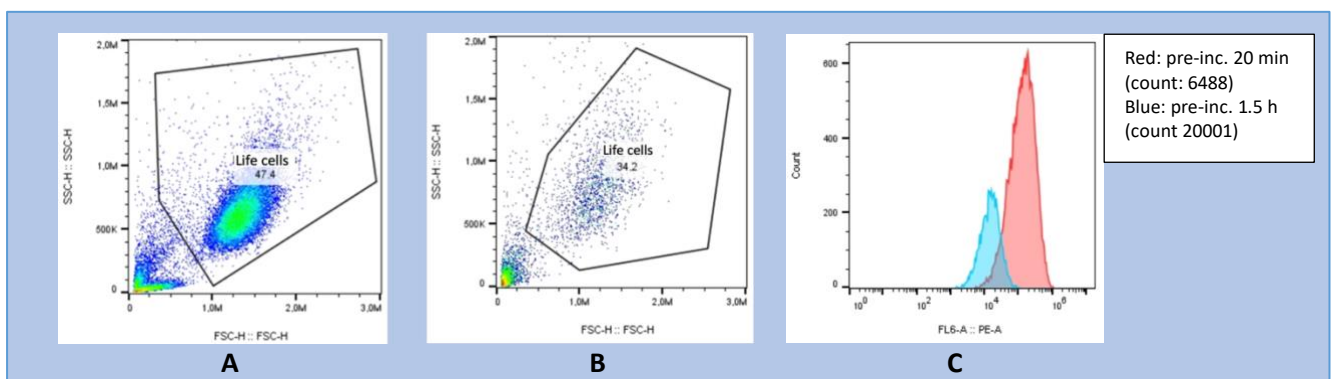 2,0M
1,5M
1,0M
500K
0
SSC-H :: SSC-H
Life cells
47.4
0
1,0M
2,0M
3,0M
FSC-H :: FSC-H
A
2,0M
1,5M
1,0M
500K
0
SSC-H :: SSC-H
Life cells
34.2
0
1,0M
2,0M
3,0M
FSC-H :: FSC-H
B
600
400
200
0
Count
10^0
10^2
10^4
10^6
FL6-A :: PE-A
C
Red: pre-inc. 20 min
(count: 6488)
Blue: pre-inc. 1.5 h
(count 20001)